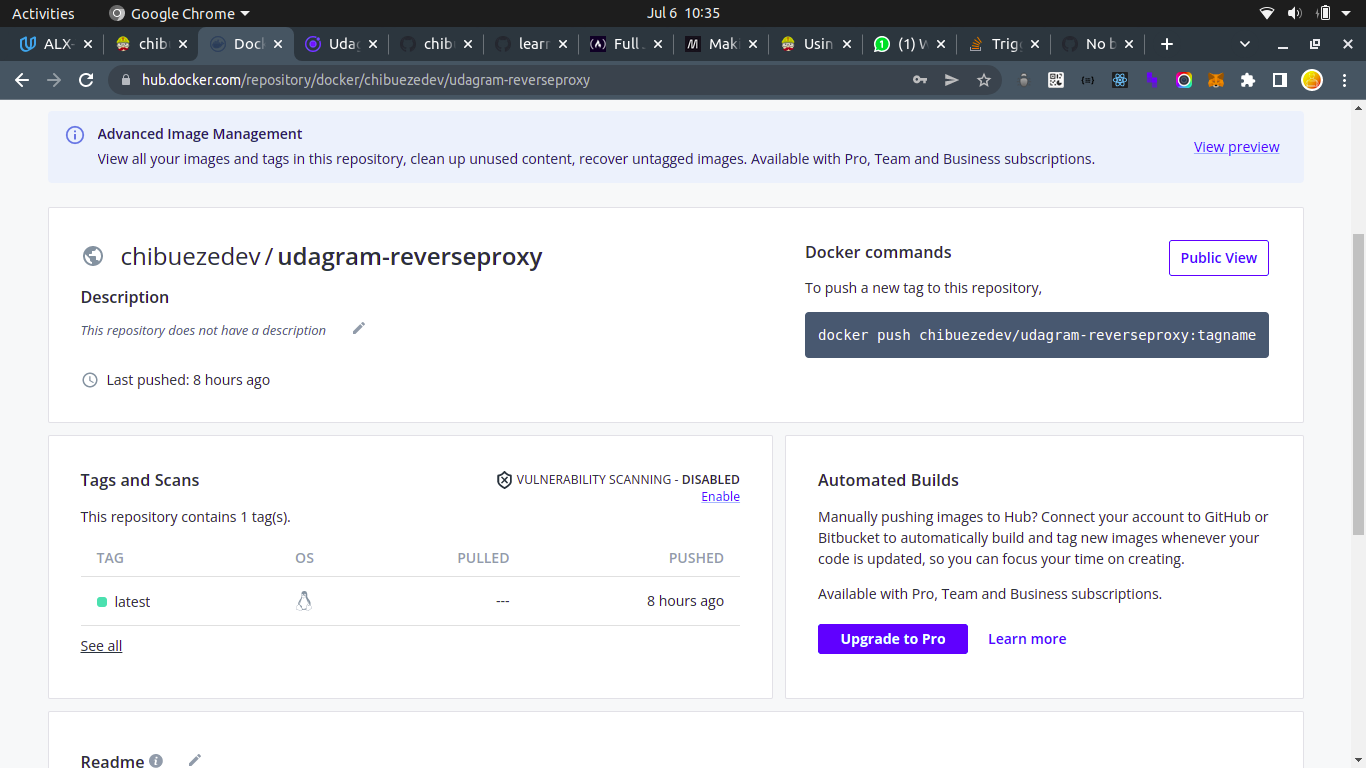 Activities
Google Chrome
Jul 6 10:35
ALX-
chib
Doc
Uda
chib
lear
Full
Maki
Usin
(1) W
Trig
No b
hub.docker.com/repository/docker/chibuezedev/udagram-reverseproxy
Advanced Image Management
View all your images and tags in this repository, clean up unused content, recover untagged images. Available with Pro, Team and Business subscriptions.
View preview
chibuezedev / udagram-reverseproxy
Description
This repository does not have a description
Last pushed: 8 hours ago
Docker commands
Public View
To push a new tag to this repository,
docker push chibuezedev/udagram-reverseproxy:tagname
Tags and Scans
VULNERABILITY SCANNING - DISABLED
Enable
This repository contains 1 tag(s).
TAG OS PULLED PUSHED
latest --- 8 hours ago
See all
Automated Builds
Manually pushing images to Hub? Connect your account to GitHub or
Bitbucket to automatically build and tag new images whenever your
code is updated, so you can focus your time on creating.
Available with Pro, Team and Business subscriptions.
Upgrade to Pro
Learn more
Readme